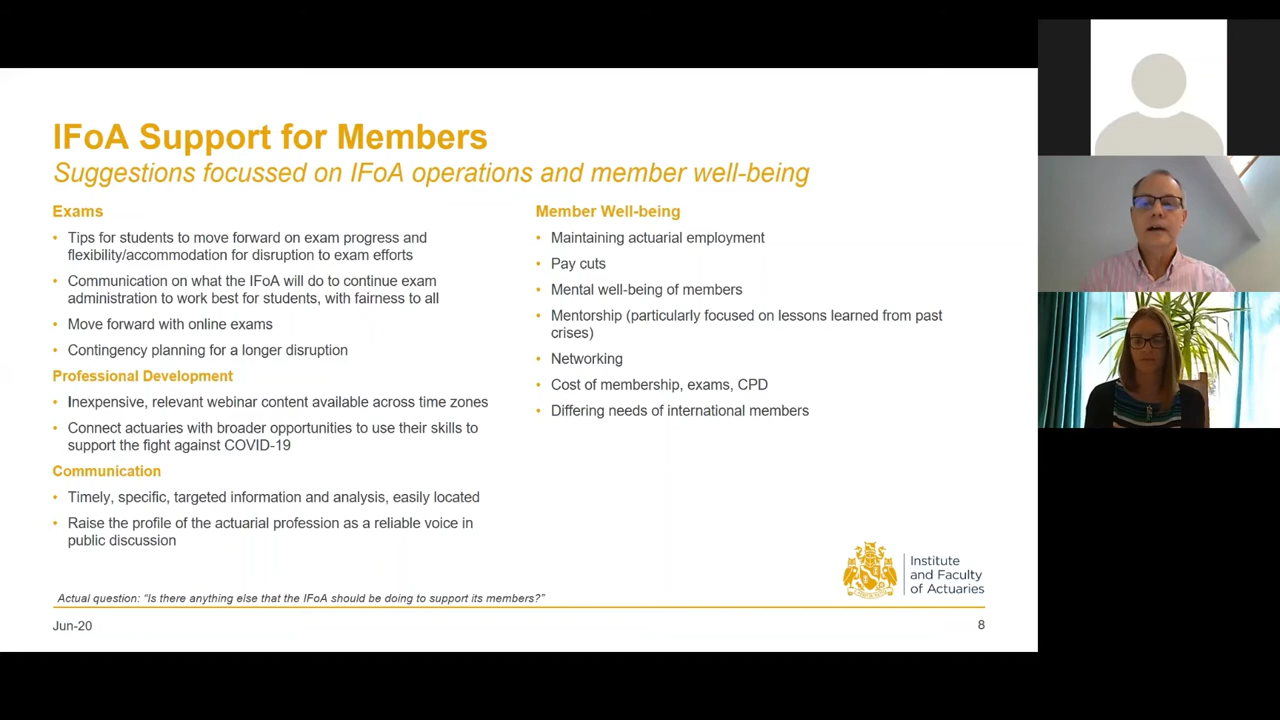 IFoA Support for Members
Suggestions focussed on IFoA operations and member well-being
Exams
• Tips for students to move forward on exam progress and
flexibility/accommodation for disruption to exam efforts
• Communication on what the IFoA will do to continue exam
administration to work best for students, with fairness to all
• Move forward with online exams
• Contingency planning for a longer disruption
Professional Development
• Inexpensive, relevant webinar content available across time zones
• Connect actuaries with broader opportunities to use their skills to
support the fight against COVID-19
Communication
• Timely, specific, targeted information and analysis, easily located
• Raise the profile of the actuarial profession as a reliable voice in
public discussion
Member Well-being
• Maintaining actuarial employment
• Pay cuts
• Mental well-being of members
• Mentorship (particularly focused on lessons learned from past
crises)
• Networking
• Cost of membership, exams, CPD
• Differing needs of international members
Institute
and Faculty
of Actuaries
Actual question: “Is there anything else that the IFoA should be doing to support its members?”
Jun-20
8